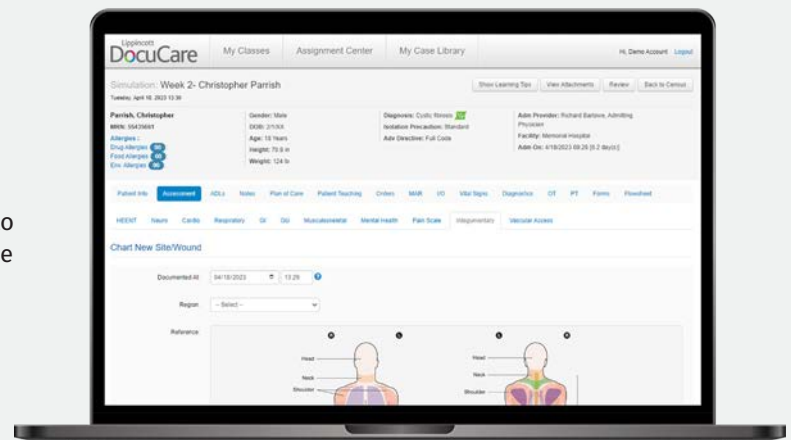 o
e
Lippincott
DocuCare
My Classes Assignment Center My Case Library
Hi, Demo Account Logout
Simulation: Week 2- Christopher Parrish
Tuesday, April 18, 2023 13:30
Show Learning Tips View Attachments Review Back to Census
Parrish, Christopher
Allergies :
Drug Allergies
Food Allergies
Env. Allergies
Gender: Male
Age: 18 Years
Weight: 124 lb
Diagnosis: Cystic fibrosis
Isolation Precaution: Standard
Adv Directive: Full Code
Adm Provider: Richard Barlowe, Admitting
Physician
Facility: Memorial Hospital
Patient Info Assessment ADLs Notes Plan of Care Patient Teaching Orders MAR I/O Vital Signs Diagnostics OT PT Forms Flowsheet
HEENT Neuro Cardio Respiratory GI GU Musculoskeletal Mental Health Pain Scale Integumentary Vascular Access
Chart New Site/Wound
Documented At 04/18/2023 13:29
Region -- Select --
Reference
R L L R
Head Head
Neck Neck
Shoulder Shoulder